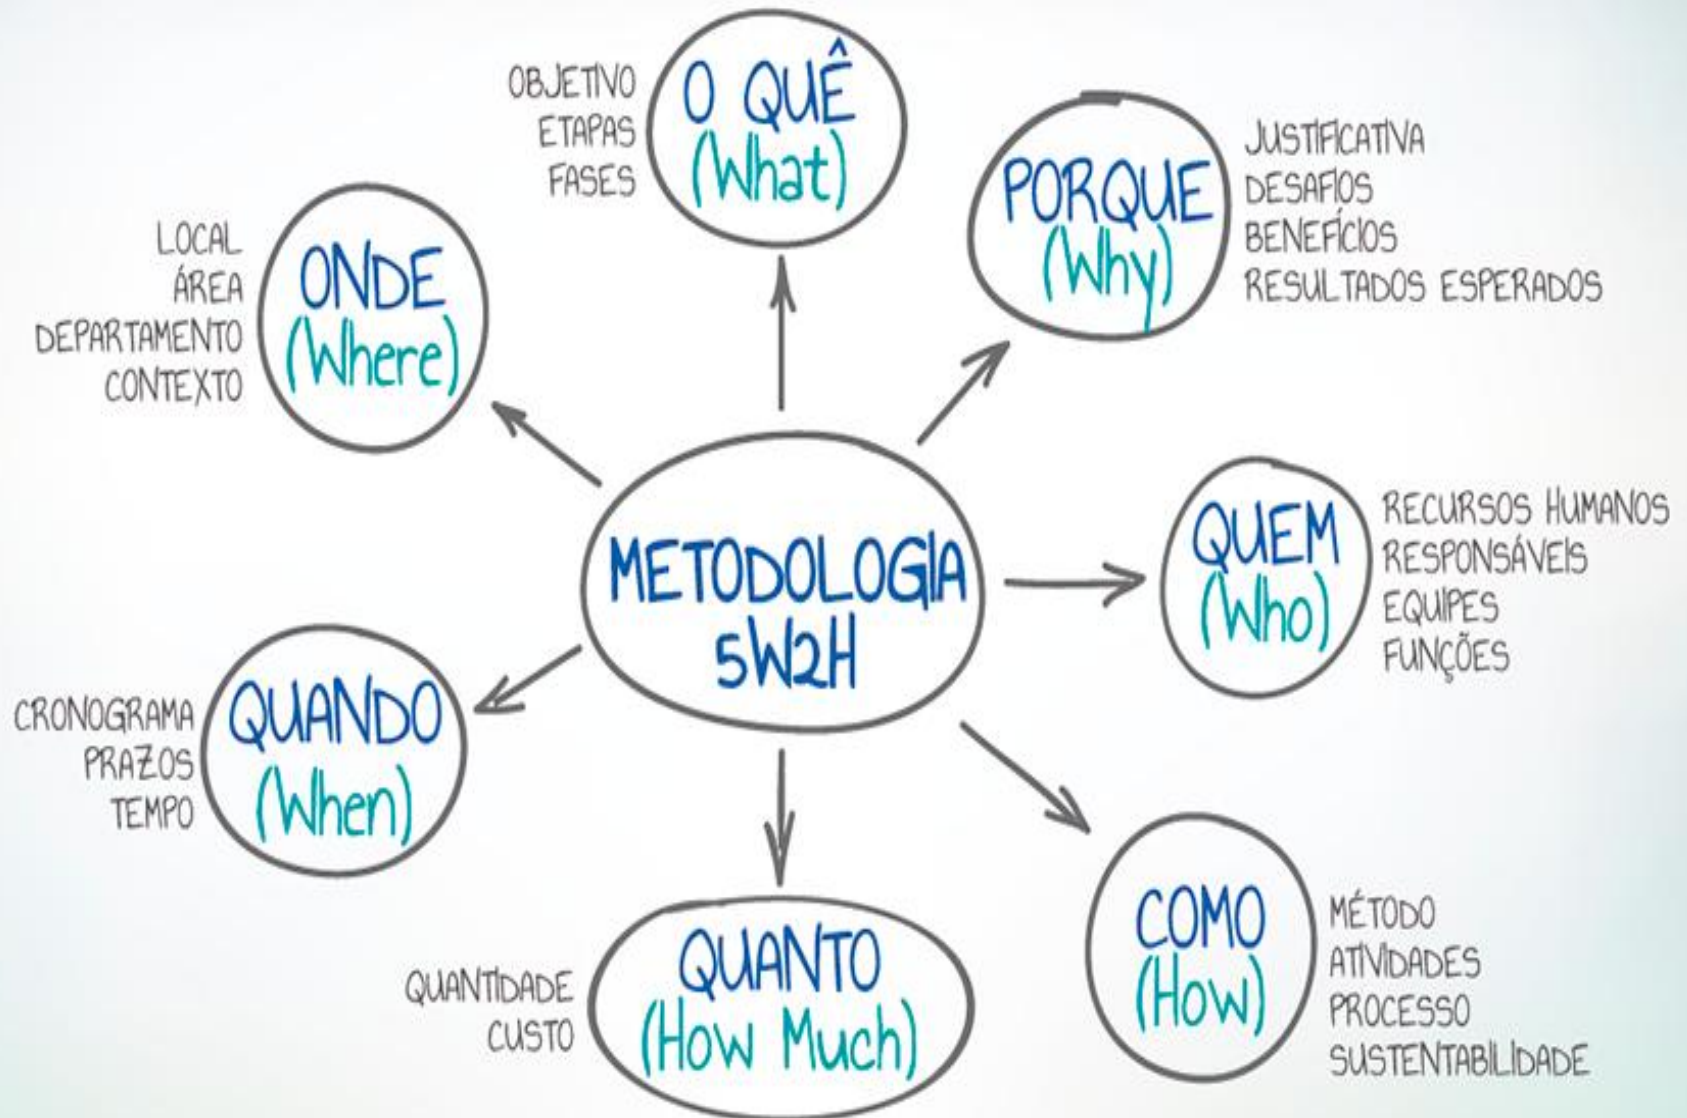 OBJETIVO
ETAPAS
FASES
O QUÊ
(What)
PORQUE
(Why)
JUSTIFICATIVA
DESAFIOS
BENEFÍCIOS
RESULTADOS ESPERADOS
LOCAL
ÁREA
DEPARTAMENTO
CONTEXTO
ONDE
(Where)
METODOLOGIA
5W2H
QUEM
(Who)
RECURSOS HUMANOS
RESPONSÁVEIS
EQUIPES
FUNÇÕES
CRONOGRAMA
PRAZOS
TEMPO
QUANDO
(When)
QUANTIDADE
CUSTO
QUANTO
(How Much)
COMO
(How)
MÉTODO
ATIVIDADES
PROCESSO
SUSTENTABILIDADE